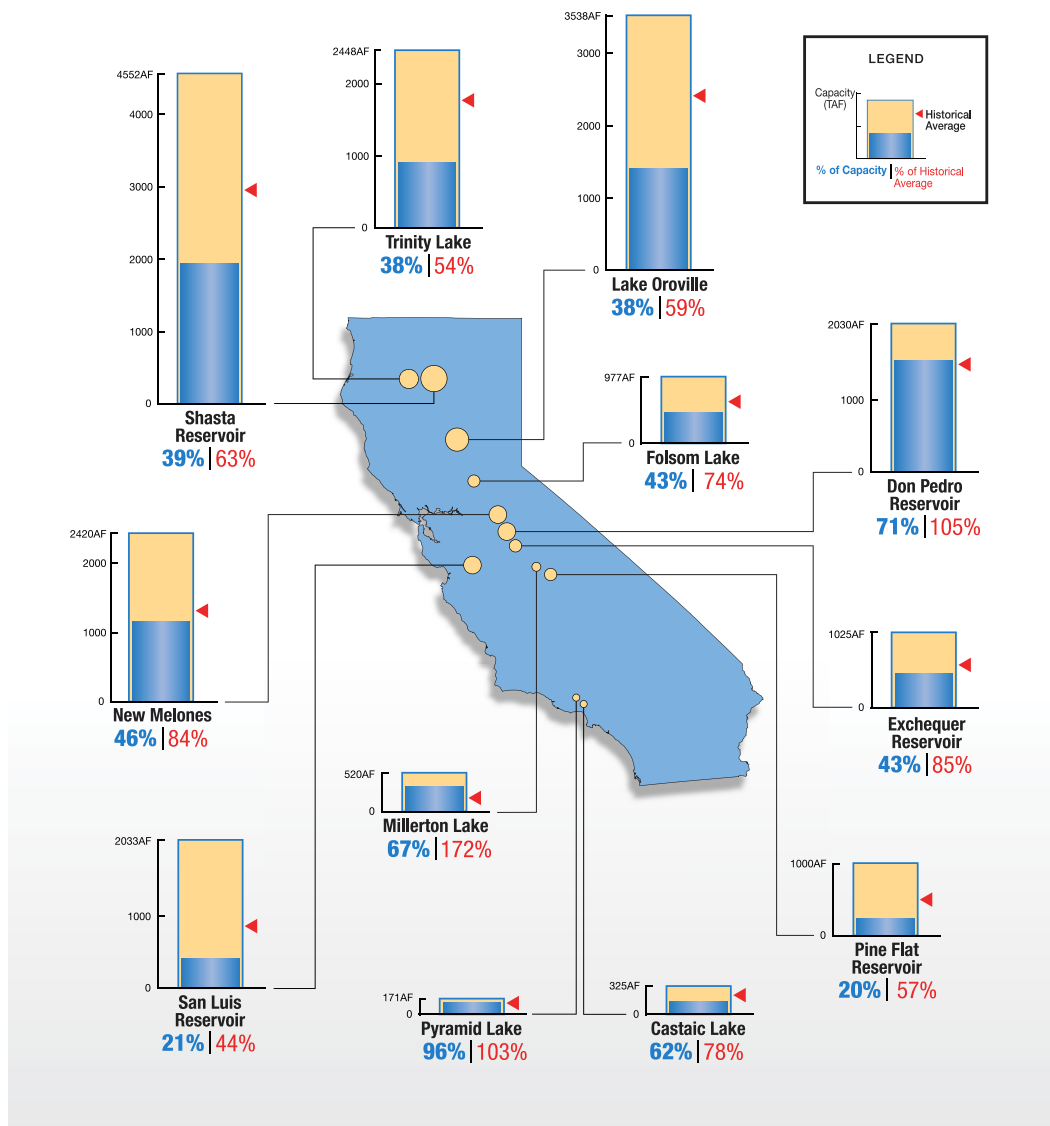 LEGEND
Capacity
(TAF)
Historical
Average
% of Capacity | % of Historical
Average
4552AF
4000
3000
2000
1000
0
Shasta
Reservoir
39% | 63%
2448AF
2000
1000
0
Trinity Lake
38% | 54%
3538AF
3000
2000
1000
0
Lake Oroville
38% | 59%
977AF
0
Folsom Lake
43% | 74%
2030AF
1000
0
Don Pedro
Reservoir
71% | 105%
2420AF
2000
1000
0
New Melones
46% | 84%
1025AF
0
Exchequer
Reservoir
43% | 85%
520AF
0
Millerton Lake
67% | 172%
2033AF
1000
0
San Luis
Reservoir
21% | 44%
1000AF
0
Pine Flat
Reservoir
20% | 57%
171AF
0
Pyramid Lake
96% | 103%
325AF
0
Castaic Lake
62% | 78%